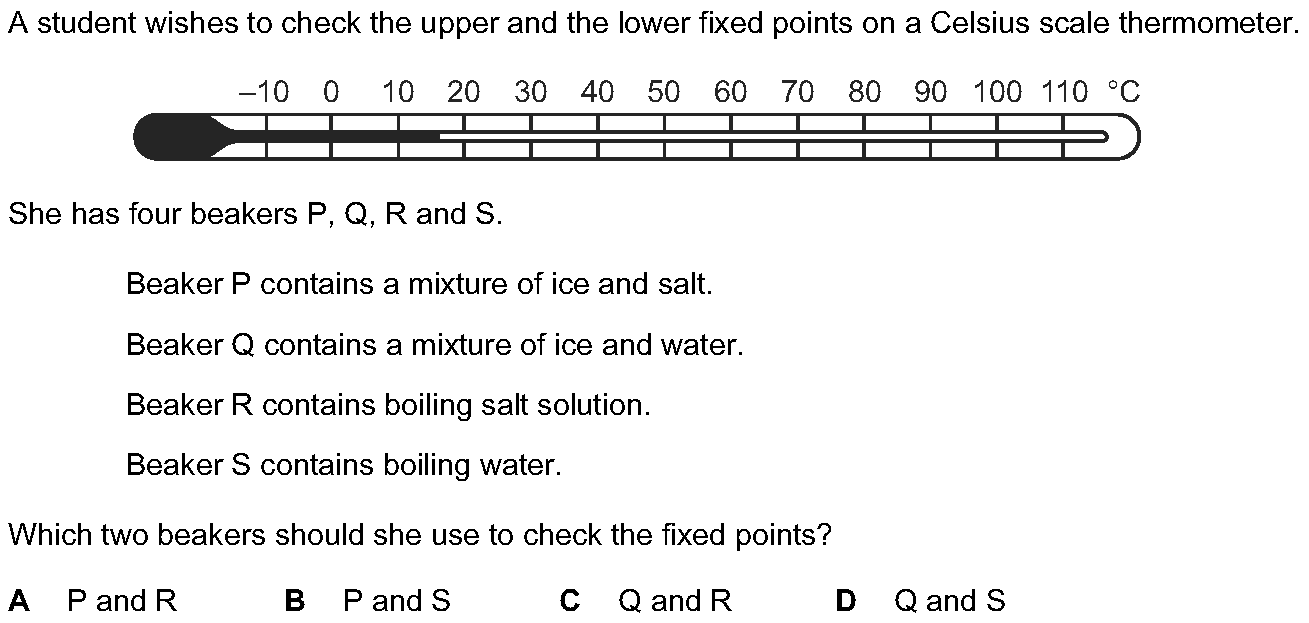 A student wishes to check the upper and the lower fixed points on a Celsius scale thermometer.
–10 0 10 20 30 40 50 60 70 80 90 100 110 °C
She has four beakers P, Q, R and S.
Beaker P contains a mixture of ice and salt.
Beaker Q contains a mixture of ice and water.
Beaker R contains boiling salt solution.
Beaker S contains boiling water.
Which two beakers should she use to check the fixed points?
A P and R B P and S C Q and R D Q and S